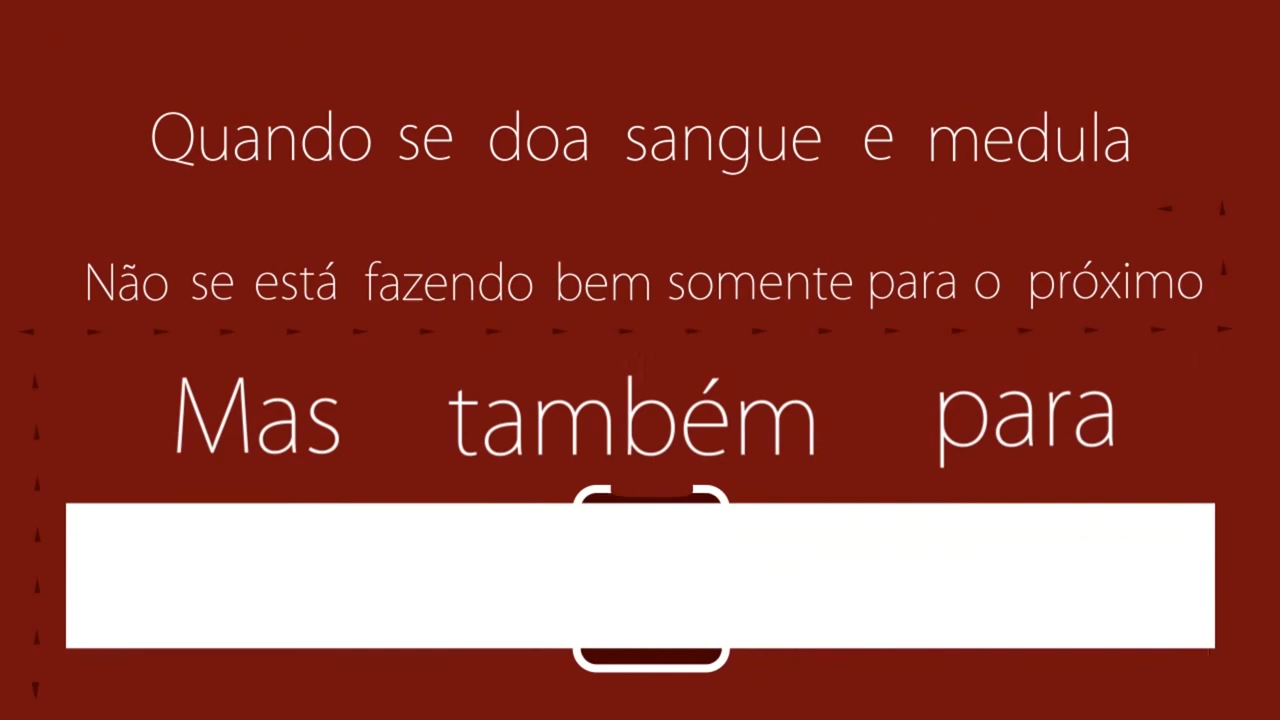 Quando se doa sangue e medula
Não se está fazendo bem somente para o próximo
Mas também para